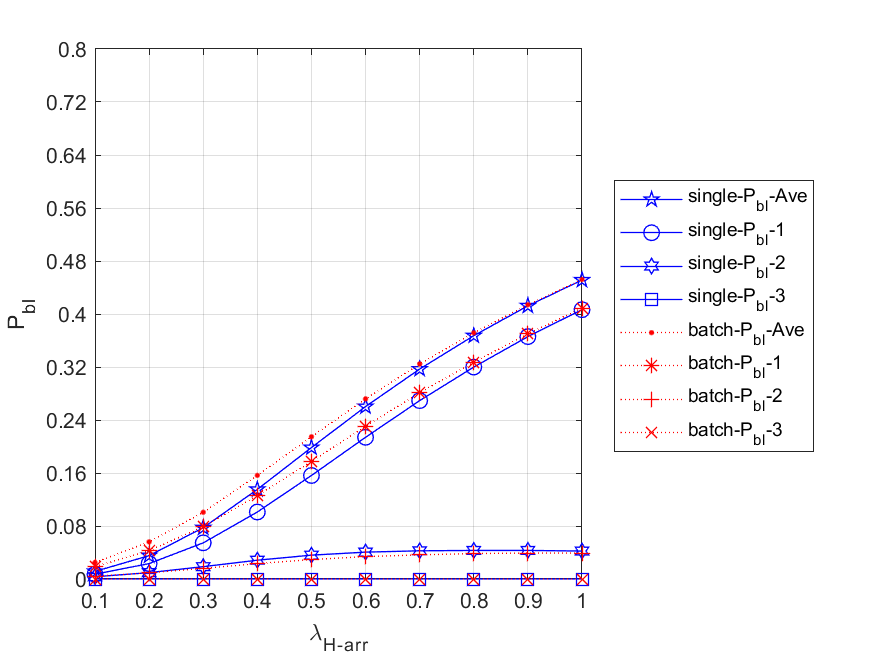 0.8
0.72
0.64
0.56
0.48
0.4
0.32
0.24
0.16
0.08
0
P_bl
0.1 0.2 0.3 0.4 0.5 0.6 0.7 0.8 0.9 1
λ_H-arr
single-P_bl-Ave
single-P_bl-1
single-P_bl-2
single-P_bl-3
batch-P_bl-Ave
batch-P_bl-1
batch-P_bl-2
batch-P_bl-3